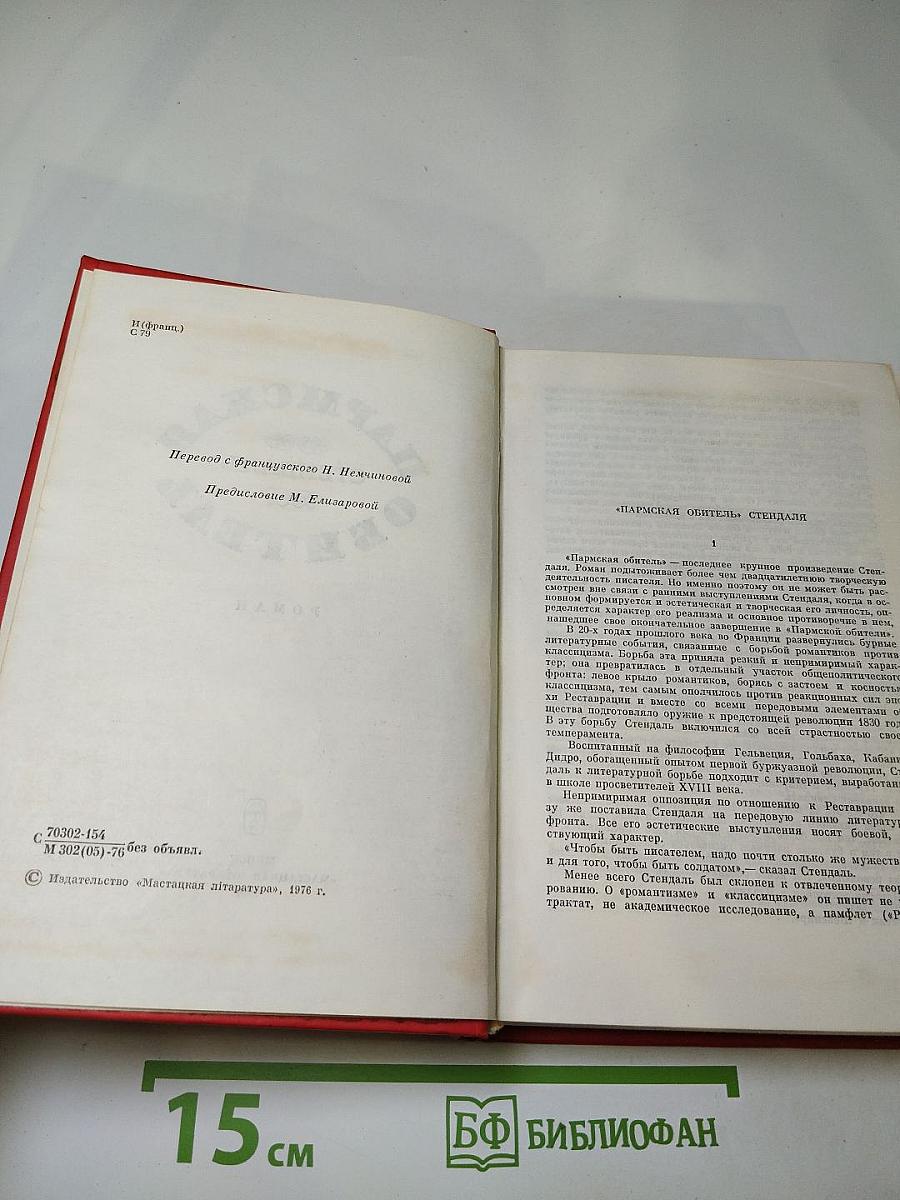 И(франц.)
С 79
Перевод с французского Н. Немчиновой
Предисловие М. Елизаровой
С 70302-154
М 302(05)-76 без объявл.
© Издательство «Мастацкая літаратура», 1976 г.
«ПАРМСКАЯ ОБИТЕЛЬ» СТЕНДАЛЯ
1
«Пармская обитель» — последнее крупное произведение Стен-
даля. Роман подытоживает более чем двадцатилетнюю творческую
деятельность писателя. Но именно поэтому он не может быть рас-
смотрен вне связи с ранними выступлениями Стендаля, когда в ос-
новном формируется и эстетическая и творческая его личность, оп-
ределяется характер его реализма и основное противоречие в нем,
нашедшее свое окончательное завершение в «Пармской обители».
В 20-х годах прошлого века во Франции развернулись бурные
литературные события, связанные с борьбой романтиков против
классицизма. Борьба эта приняла резкий и непримиримый харак-
тер; она превратилась в отдельный участок общеполитического
фронта: левое крыло романтиков, борясь с застоем и косность
классицизма, тем самым ополчилось против реакционных сил эпо
хи Реставрации и вместе со всеми передовыми элементами об
щества подготовляло оружие к предстоящей революции 1830 год
В эту борьбу Стендаль включился со всей страстностью свое
темперамента.
Воспитанный на философии Гельвеция, Гольбаха, Кабани
Дидро, обогащенный опытом первой буржуазной революции, Ст
даль к литературной борьбе подходит с критерием, выработан
в школе просветителей XVIII века.
Непримиримая оппозиция по отношению к Реставрации
зу же поставила Стендаля на передовую линию литератур
фронта. Все его эстетические выступления носят боевой,
ствующий характер.
«Чтобы быть писателем, надо почти столько же мужеств
и для того, чтобы быть солдатом»,— сказал Стендаль.
Менее всего Стендаль был склонен к отвлеченному теор
рованию. О «романтизме» и «классицизме» он пишет не
трактат, не академическое исследование, а памфлет («Р
15 см
БФ БИБЛИОФАН